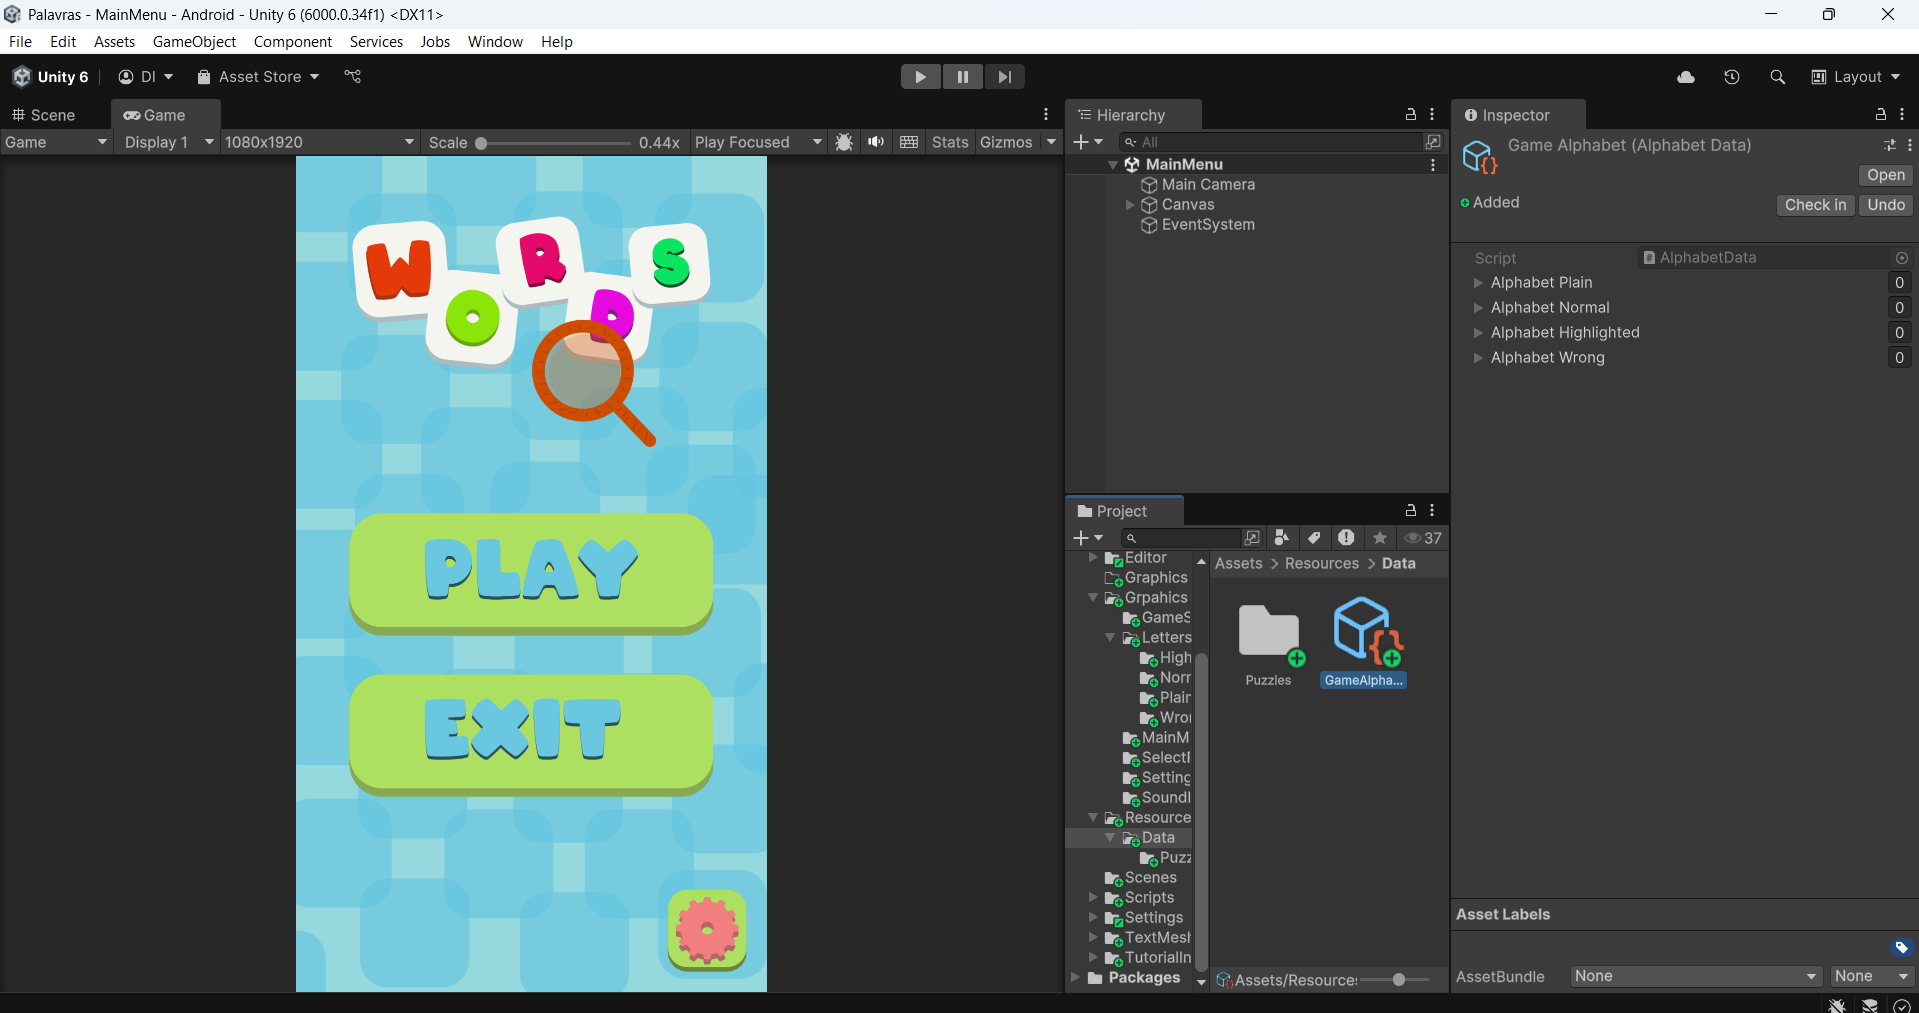 Palavras - MainMenu - Android - Unity 6 (6000.0.34f1) <DX11>
File Edit Assets GameObject Component Services Jobs Window Help
Unity 6 DI Asset Store Layout
Scene Game
Game Display 1 1080x1920 Scale 0.44x Play Focused Stats Gizmos
WORDS
PLAY
EXIT
Hierarchy
All
MainMenu
Main Camera
Canvas
EventSystem
Project
37
Editor
Graphics
Grpahics
GameS
Letters
High
Norr
Plain
Wro
MainM
Select
Setting
Sound
Resource
Data
Puzz
Scenes
Scripts
Settings
TextMesh
TutorialIn
Packages
Assets > Resources > Data
Puzzles
GameAlpha...
Assets/Resource
Inspector
Game Alphabet (Alphabet Data)
Open
Added Check in Undo
Script AlphabetData
Alphabet Plain 0
Alphabet Normal 0
Alphabet Highlighted 0
Alphabet Wrong 0
Asset Labels
AssetBundle None None